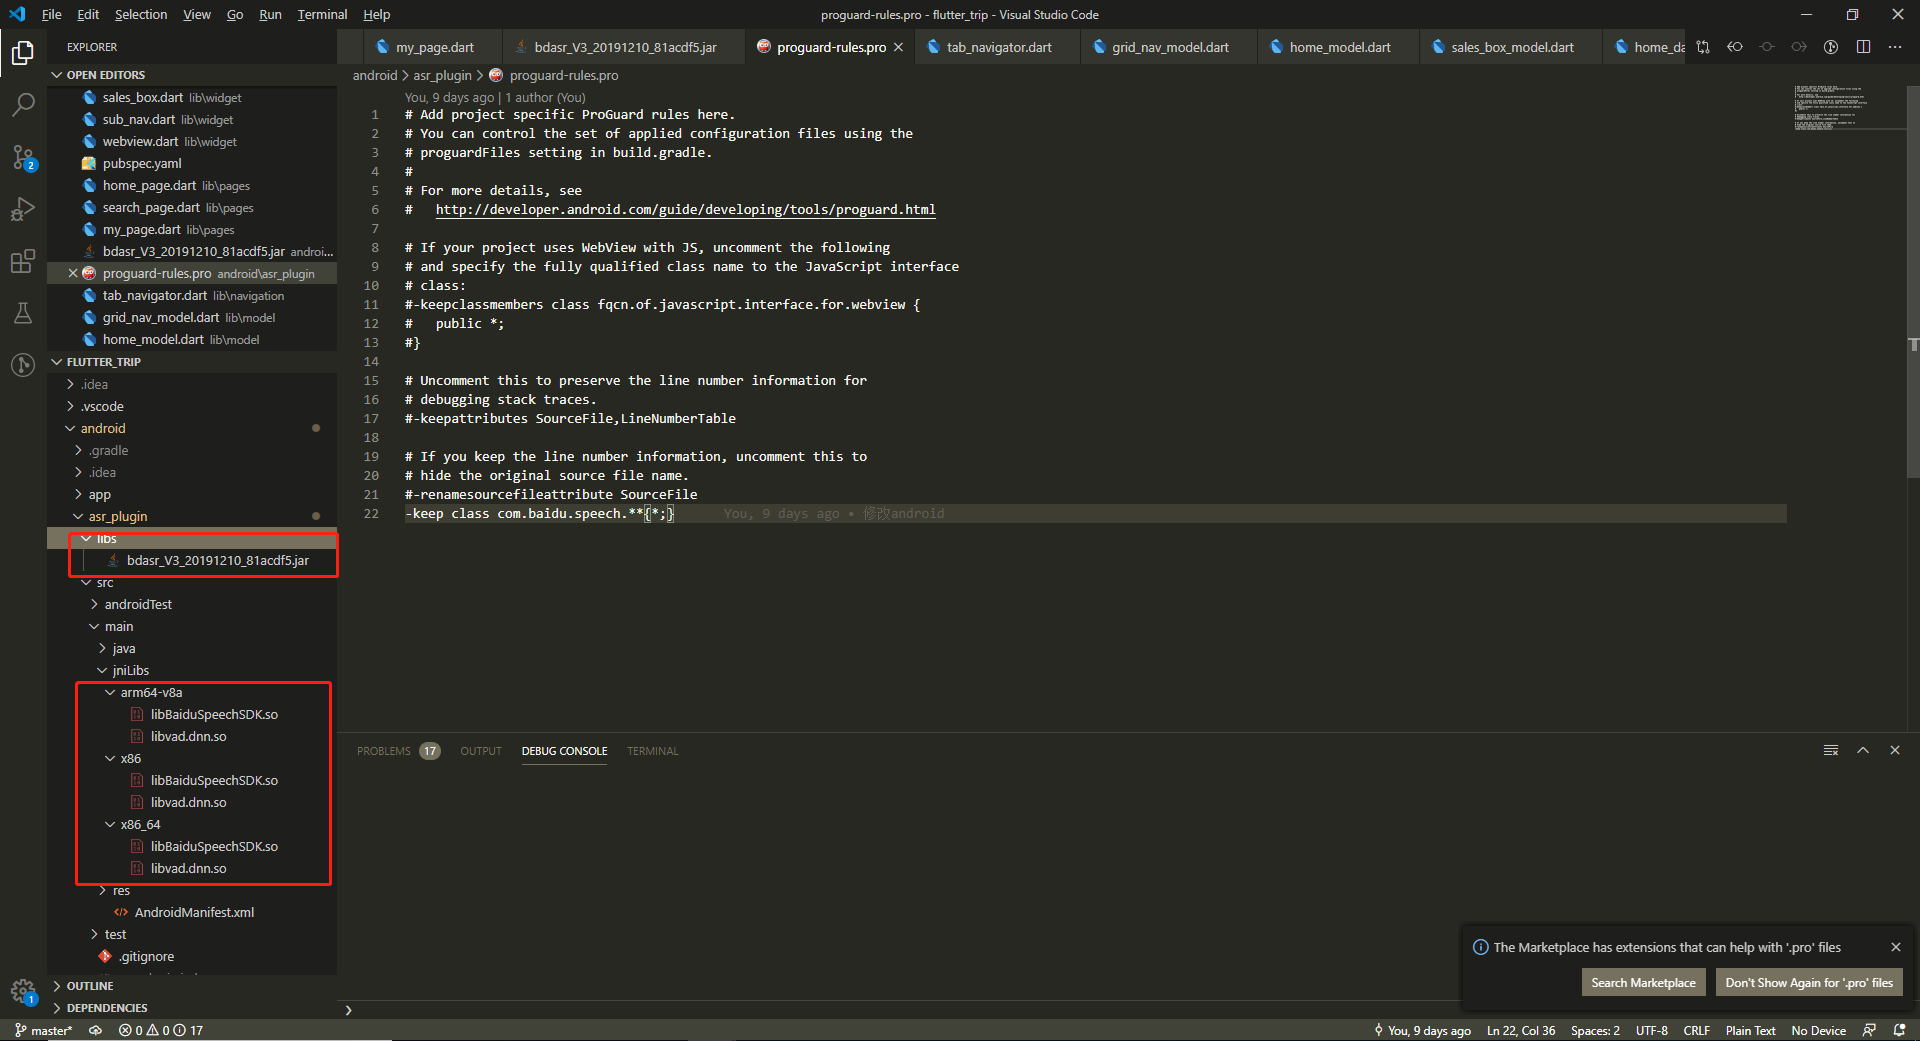 File Edit Selection View Go Run Terminal Help
proguard-rules.pro - flutter_trip - Visual Studio Code
EXPLORER
OPEN EDITORS
sales_box.dart lib\widget
sub_nav.dart lib\widget
webview.dart lib\widget
pubspec.yaml
home_page.dart lib\pages
search_page.dart lib\pages
my_page.dart lib\pages
bdasr_V3_20191210_81acdf5.jar androi...
proguard-rules.pro android\asr_plugin
tab_navigator.dart lib\navigation
grid_nav_model.dart lib\model
home_model.dart lib\model
FLUTTER_TRIP
.idea
.vscode
android
.gradle
.idea
app
asr_plugin
libs
bdasr_V3_20191210_81acdf5.jar
src
androidTest
main
java
jniLibs
arm64-v8a
libBaiduSpeechSDK.so
libvad.dnn.so
x86
libBaiduSpeechSDK.so
libvad.dnn.so
x86_64
libBaiduSpeechSDK.so
libvad.dnn.so
res
AndroidManifest.xml
test
.gitignore
OUTLINE
DEPENDENCIES
2
1
my_page.dart
bdasr_V3_20191210_81acdf5.jar
proguard-rules.pro
tab_navigator.dart
grid_nav_model.dart
home_model.dart
sales_box_model.dart
home_da
android > asr_plugin > proguard-rules.pro
You, 9 days ago | 1 author (You)
1 # Add project specific ProGuard rules here.
2 # You can control the set of applied configuration files using the
3 # proguardFiles setting in build.gradle.
4 #
5 # For more details, see
6 #   http://developer.android.com/guide/developing/tools/proguard.html
7
8 # If your project uses WebView with JS, uncomment the following
9 # and specify the fully qualified class name to the JavaScript interface
10 # class:
11 #-keepclassmembers class fqcn.of.javascript.interface.for.webview {
12 #   public *;
13 #}
14
15 # Uncomment this to preserve the line number information for
16 # debugging stack traces.
17 #-keepattributes SourceFile,LineNumberTable
18
19 # If you keep the line number information, uncomment this to
20 # hide the original source file name.
21 #-renamesourcefileattribute SourceFile
22 -keep class com.baidu.speech.**{*;} You, 9 days ago • 修改android
PROBLEMS 17 OUTPUT DEBUG CONSOLE TERMINAL
The Marketplace has extensions that can help with '.pro' files
Search Marketplace
Don't Show Again for '.pro' files
master* 0 0 17
You, 9 days ago Ln 22, Col 36 Spaces: 2 UTF-8 CRLF Plain Text No Device